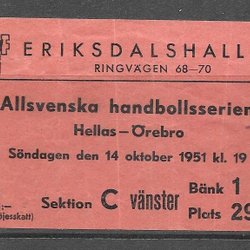 ERIKSDALSHALL
RINGVÄGEN 68–70
Allsvenska handbollsserien
Hellas–Örebro
Söndagen den 14 oktober 1951 kl. 19
Sektion C vänster
Bänk 1
Plats 29
öjesskatt)